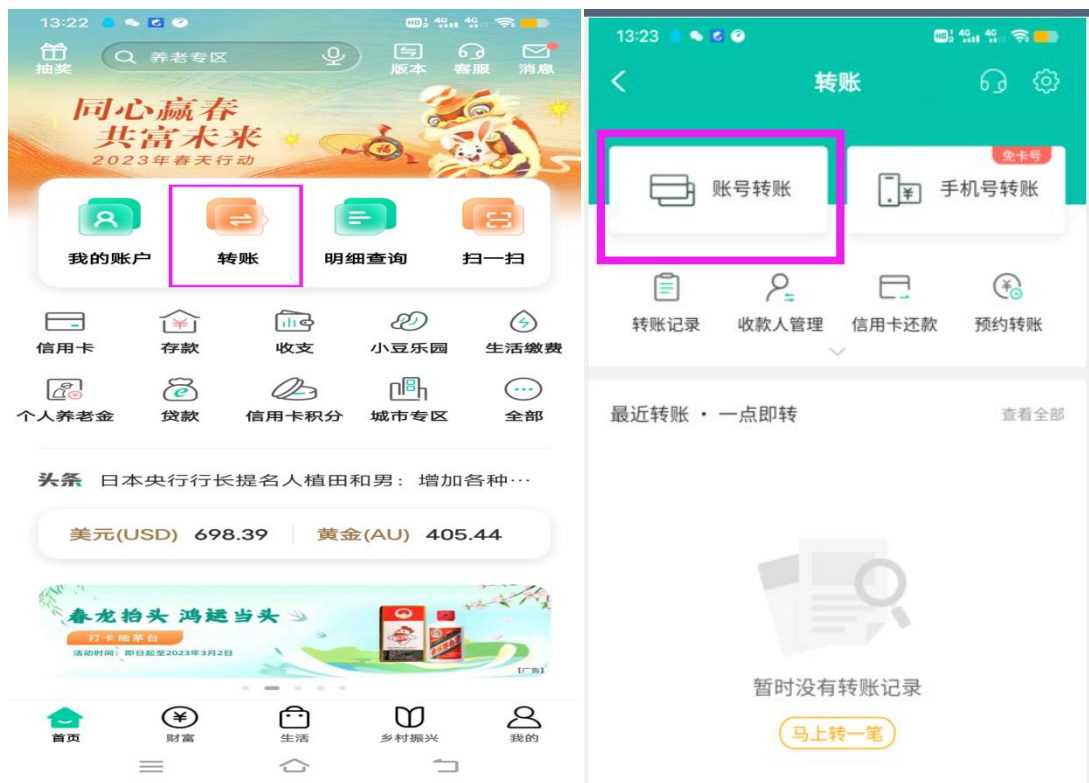 13:22
HD 4G 4G
抽奖
养老专区
版本
客服
消息
同心赢春
共富未来
2023年春天行动
福
我的账户
转账
明细查询
扫一扫
信用卡
存款
收支
小豆乐园
生活缴费
个人养老金
贷款
信用卡积分
城市专区
全部
头条 日本央行行长提名人植田和男：增加各种…
美元(USD) 698.39
黄金(AU) 405.44
春龙抬头 鸿运当头
打卡抽茅台
活动时间：即日起至2023年3月2日
【广告】
首页
财富
生活
乡村振兴
我的
13:23
HD 4G 4G
转账
账号转账
免卡号
手机号转账
转账记录
收款人管理
信用卡还款
预约转账
最近转账 · 一点即转
查看全部
暂时没有转账记录
马上转一笔